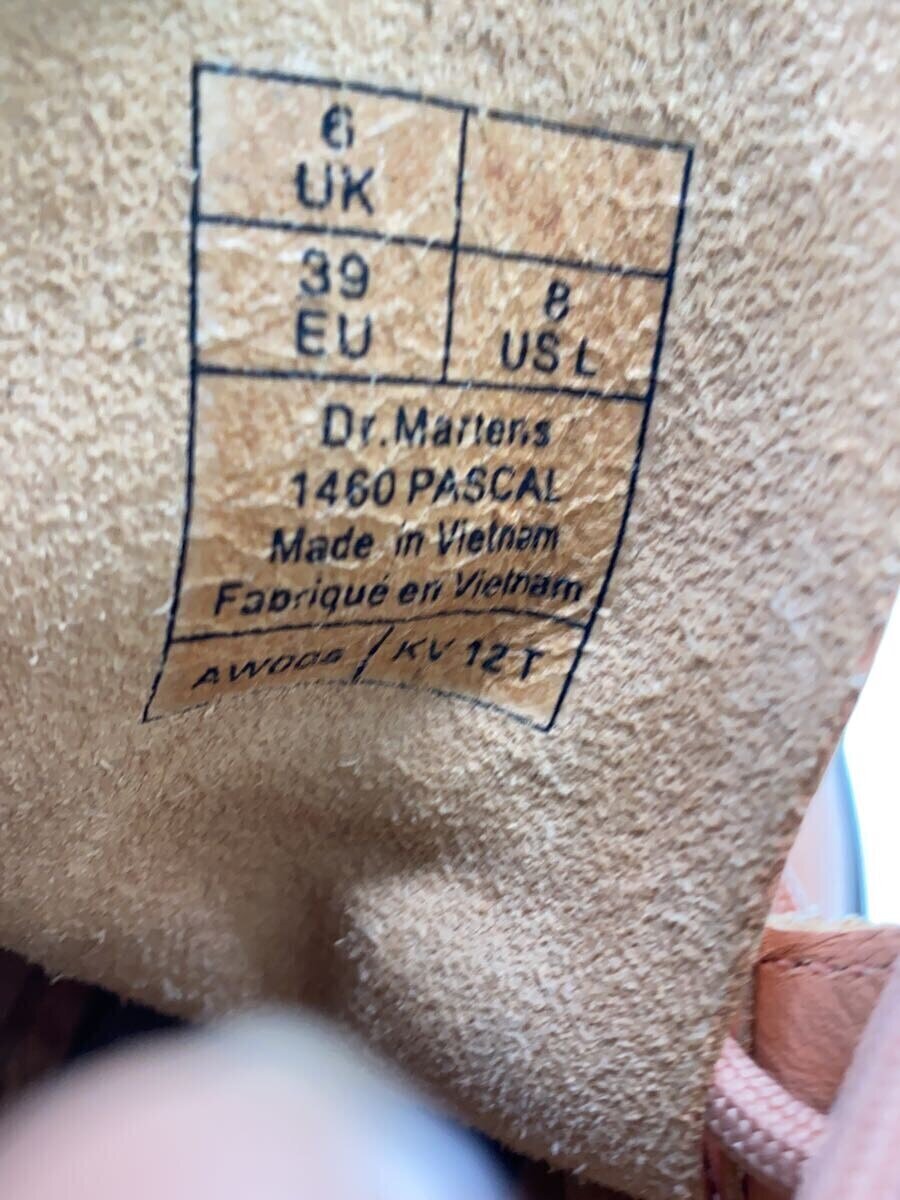 6
UK
39
EU
8
US L
Dr.Martens
1460 PASCAL
Made in Vietnam
Fabriqué en Vietnam
AW006 / KV 12 T